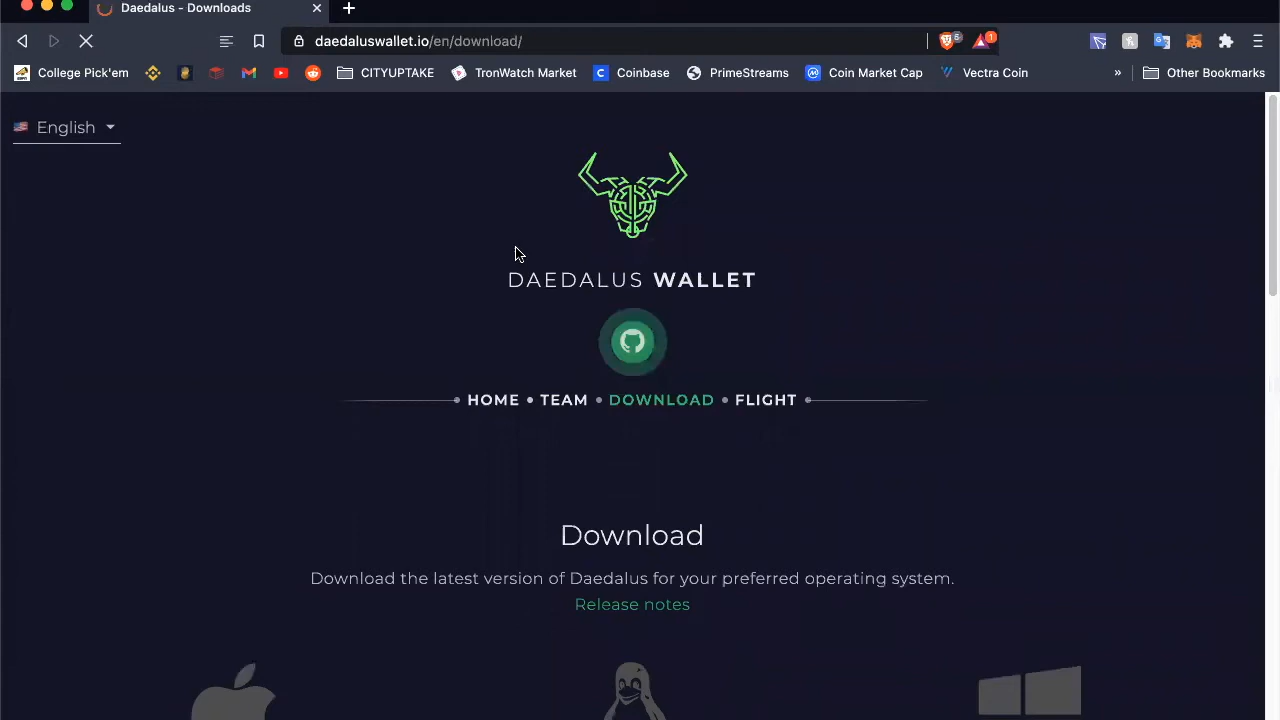 Daedalus - Downloads
daedaluswallet.io/en/download/
6
1
College Pick'em
CITYUPTAKE
TronWatch Market
Coinbase
PrimeStreams
Coin Market Cap
Vectra Coin
»
Other Bookmarks
English
DAEDALUS WALLET
HOME • TEAM • DOWNLOAD • FLIGHT
Download
Download the latest version of Daedalus for your preferred operating system.
Release notes